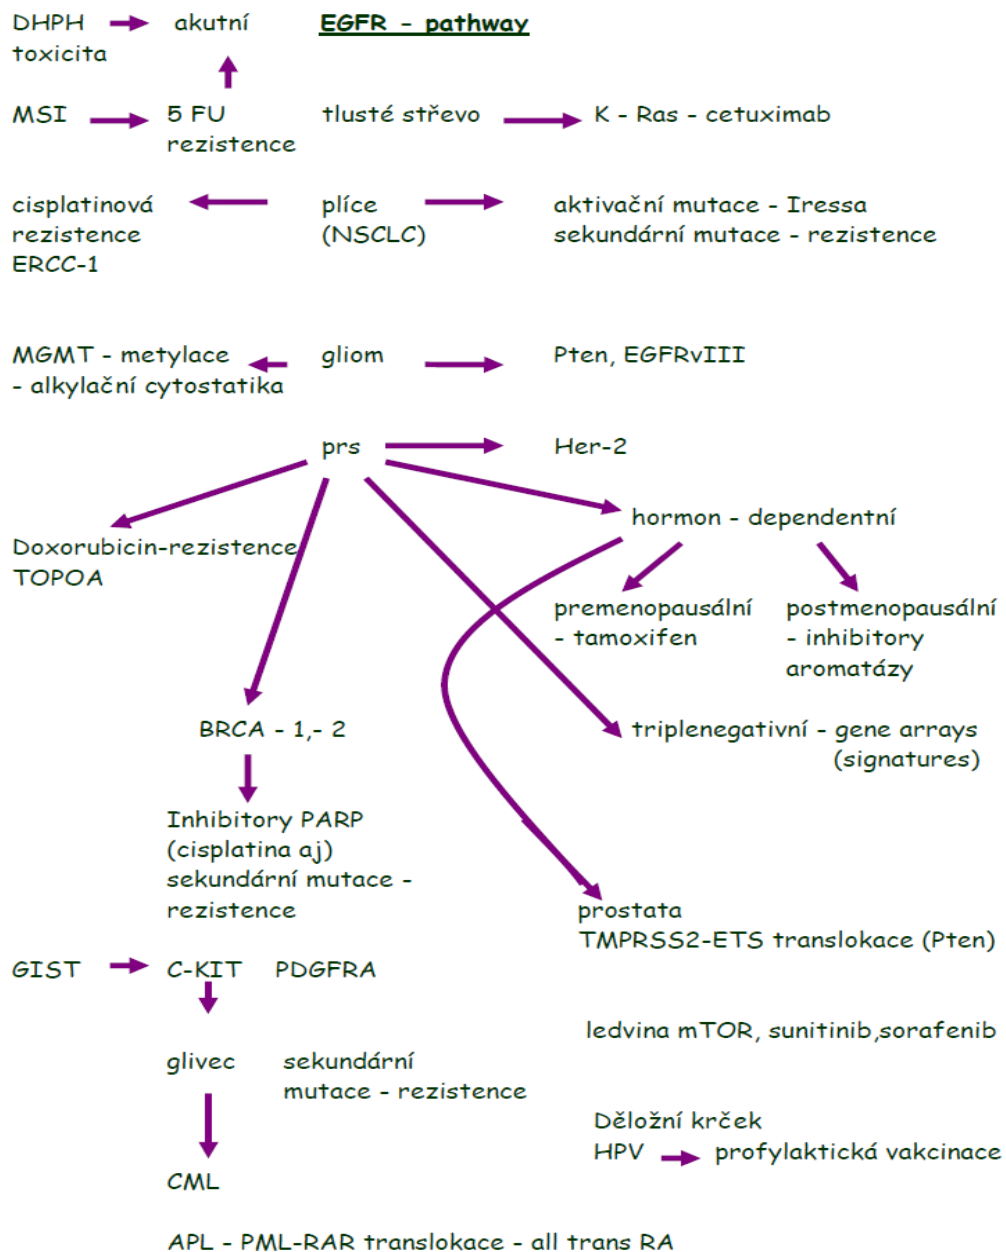 DHPH akutní EGFR - pathway
toxicita
MSI 5 FU tlusté střevo K - Ras - cetuximab
rezistence
cisplatinová plíce aktivační mutace - Iressa
rezistence (NSCLC) sekundární mutace - rezistence
ERCC-1
MGMT - metylace gliom Pten, EGFRvIII
- alkylační cytostatika
prs Her-2
hormon - dependentní
Doxorubicin-rezistence
TOPOA
premenopausální postmenopausální
- tamoxifen - inhibitory
aromatázy
BRCA - 1,- 2 triplenegativní - gene arrays
(signatures)
Inhibitory PARP
(cisplatina aj)
sekundární mutace -
rezistence
prostata
TMPRSS2-ETS translokace (Pten)
GIST C-KIT PDGFRA
ledvina mTOR, sunitinib,sorafenib
glivec sekundární
mutace - rezistence
Děložní krček
HPV profylaktická vakcinace
CML
APL - PML-RAR translokace - all trans RA